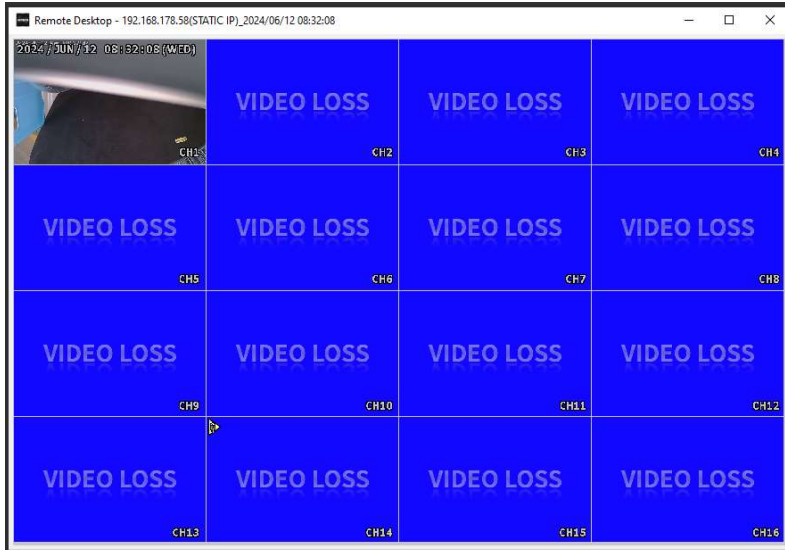 Remote Desktop - 192.168.178.58(STATIC IP)_2024/06/12 08:32:08
2024/JUN/12 08:32:08(WED)
CH1
VIDEO LOSS
CH2
VIDEO LOSS
CH3
VIDEO LOSS
CH4
VIDEO LOSS
CH5
VIDEO LOSS
CH6
VIDEO LOSS
CH7
VIDEO LOSS
CH8
VIDEO LOSS
CH9
VIDEO LOSS
CH10
VIDEO LOSS
CH11
VIDEO LOSS
CH12
VIDEO LOSS
CH13
VIDEO LOSS
CH14
VIDEO LOSS
CH15
VIDEO LOSS
CH16